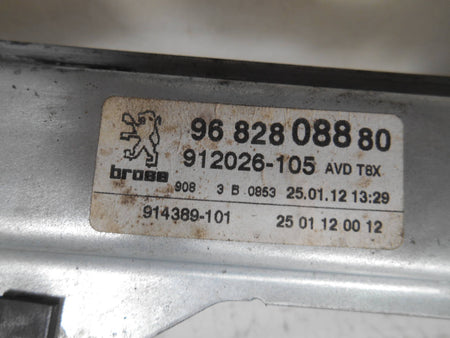 96 828 088 80
912026-105 AVD T8X
brose
908 3 B 0853 25.01.12 13:29
914389-101 25 01 12 00 12